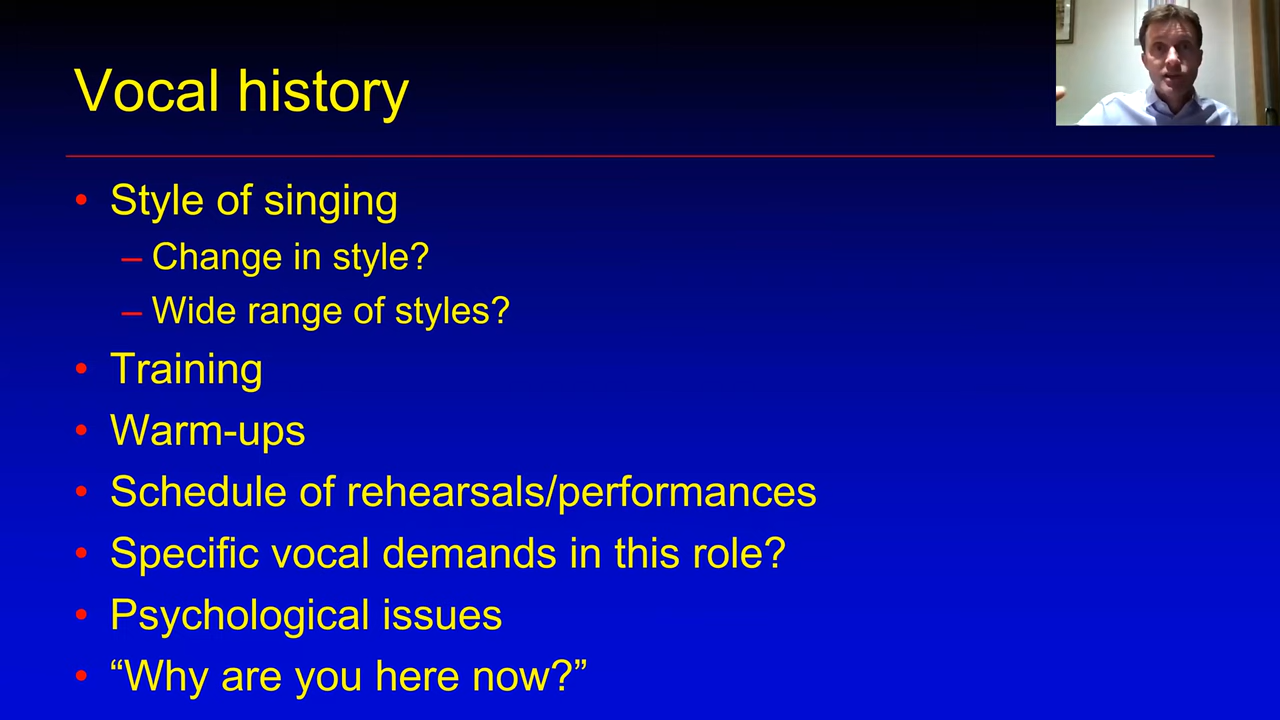 Vocal history
• Style of singing
– Change in style?
– Wide range of styles?
• Training
• Warm-ups
• Schedule of rehearsals/performances
• Specific vocal demands in this role?
• Psychological issues
• “Why are you here now?”